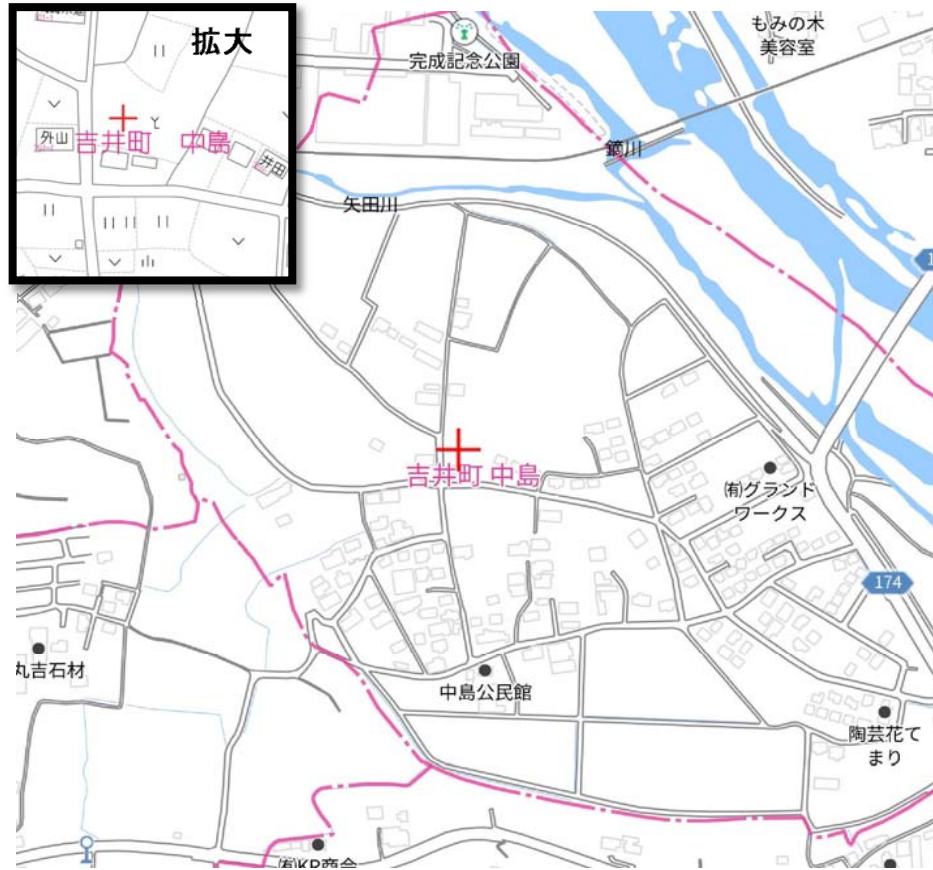 拡大
外山
吉井町 中島
井田
完成記念公園
もみの木
美容室
鏑川
矢田川
吉井町 中島
㈲グランド
ワークス
174
丸吉石材
中島公民館
陶芸花て
まり
㈲KR商会